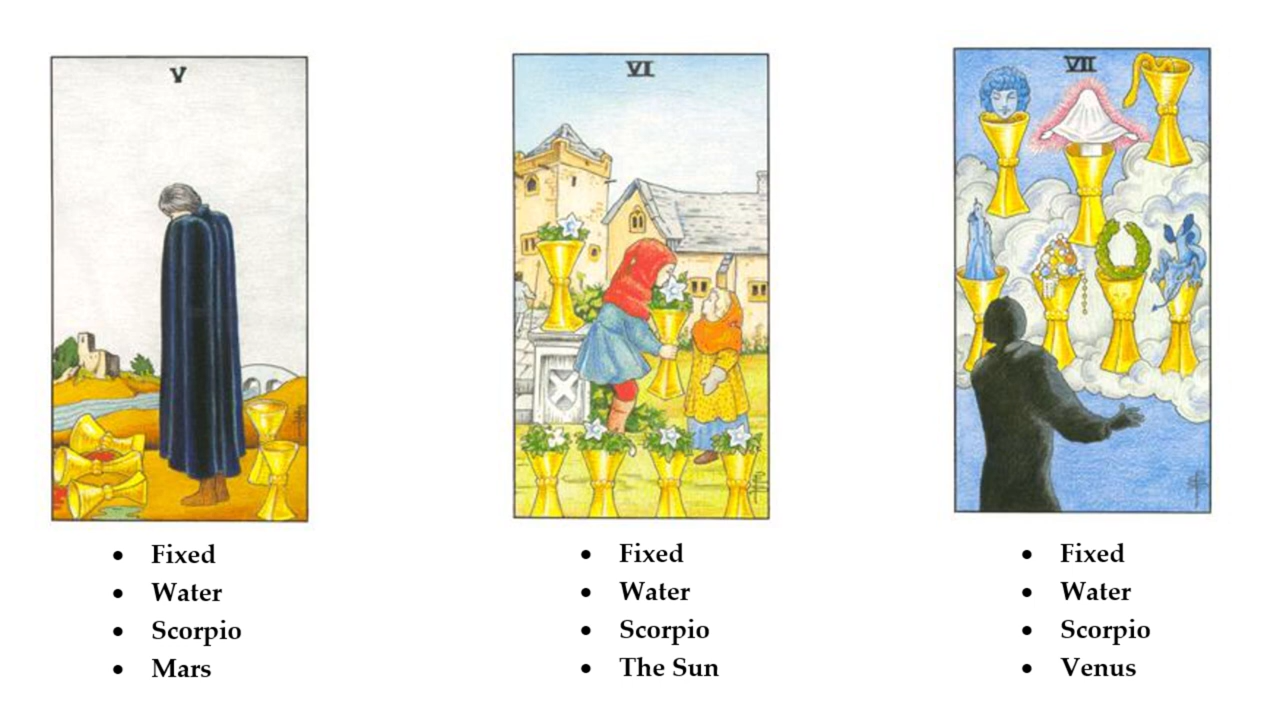 V
VI
VII
• Fixed
• Water
• Scorpio
• Mars
• Fixed
• Water
• Scorpio
• The Sun
• Fixed
• Water
• Scorpio
• Venus